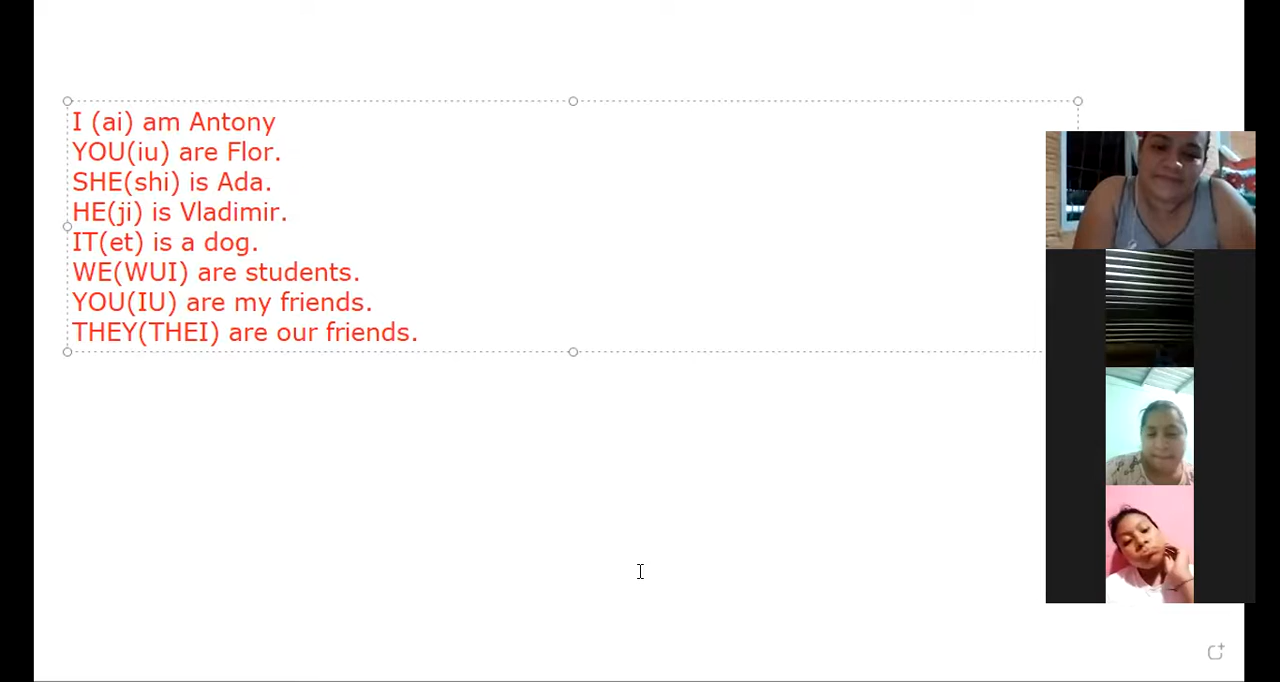 I (ai) am Antony
YOU(iu) are Flor.
SHE(shi) is Ada.
HE(ji) is Vladimir.
IT(et) is a dog.
WE(WUI) are students.
YOU(IU) are my friends.
THEY(THEI) are our friends.